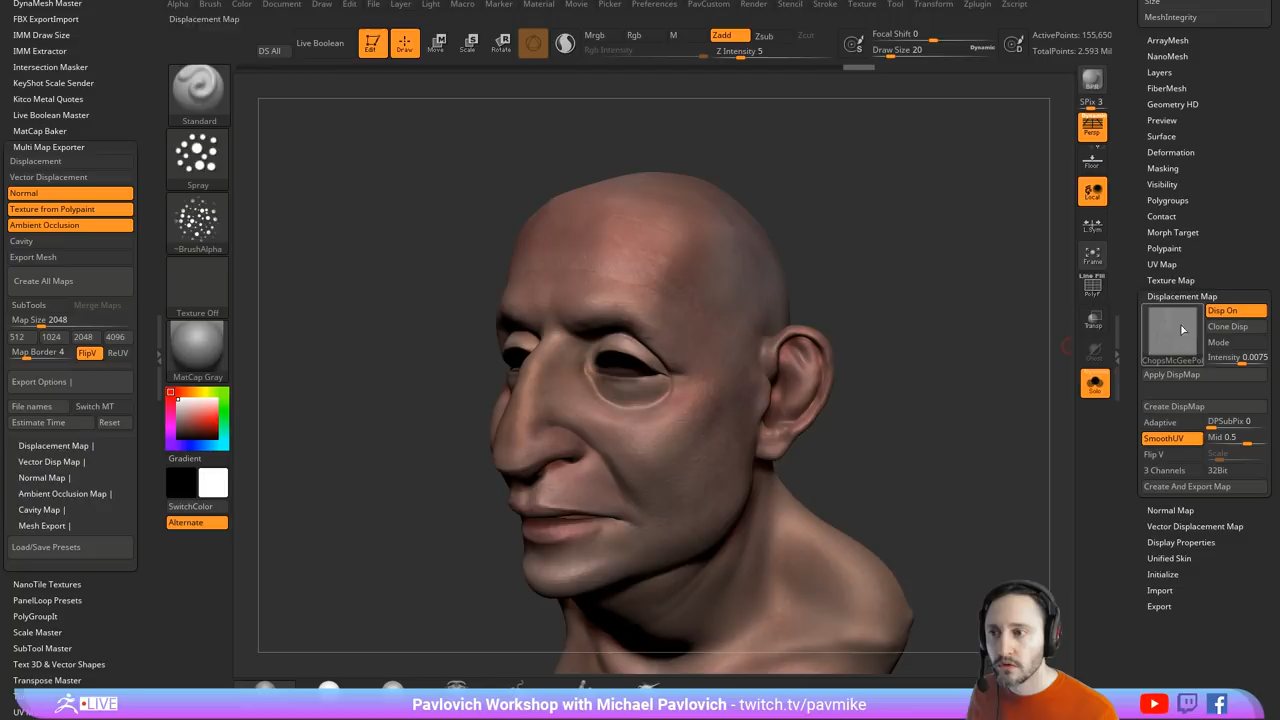 DynaMesh Master
FBX ExportImport
IMM Draw Size
IMM Extractor
Intersection Masker
KeyShot Scale Sender
Kitco Metal Quotes
Live Boolean Master
MatCap Baker
Multi Map Exporter
Displacement
Vector Displacement
Normal
Texture from Polypaint
Ambient Occlusion
Cavity
Export Mesh
Create All Maps
SubTools Merge Maps
Map Size 2048
512 1024 2048 4096
Map Border 4 FlipV ReUV
Export Options |
File names Switch MT
Estimate Time Reset
Displacement Map |
Vector Disp Map |
Normal Map |
Ambient Occlusion Map |
Cavity Map |
Mesh Export |
Load/Save Presets
NanoTile Textures
PanelLoop Presets
PolyGroupIt
Scale Master
SubTool Master
Text 3D & Vector Shapes
Transpose Master
Alpha Brush Color Document Draw Edit File Layer Light Macro Marker Material Movie Picker Preferences PavCustom Render Stencil Stroke Texture Tool Transform Zplugin Zscript
Displacement Map
DS All
Live Boolean
Edit
Draw
Move
Scale
Rotate
Mrgb Rgb M
Rgb Intensity
Zadd Zsub
Z Intensity 5
S
Focal Shift 0
Draw Size 20
Dynamic
D
ActivePoints: 155,650
TotalPoints: 2.593 Mil
Standard
Spray
~BrushAlpha
Texture Off
MatCap Gray
Gradient
SwitchColor
Alternate
BPR
SPix 3
Dynamic
Persp
Floor
Local
L.Sym
Frame
Line Fill
PolyF
Transp
Ghost
Solo
Size
MeshIntegrity
ArrayMesh
NanoMesh
Layers
FiberMesh
Geometry HD
Preview
Surface
Deformation
Masking
Visibility
Polygroups
Contact
Morph Target
Polypaint
UV Map
Texture Map
Displacement Map
Disp On
Clone Disp
Mode
ChopsMcGeePol
Intensity 0.0075
Apply DispMap
Create DispMap
Adaptive DPSubPix 0
SmoothUV Mid 0.5
Flip V Scale
3 Channels 32Bit
Create And Export Map
Normal Map
Vector Displacement Map
Display Properties
Unified Skin
Initialize
Import
Export
LIVE
Pavlovich Workshop with Michael Pavlovich - twitch.tv/pavmike